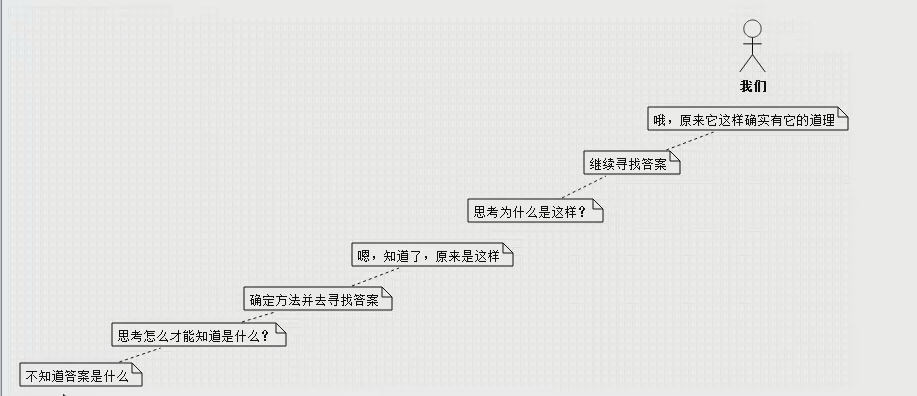 我们
哦，原来它这样确实有它的道理
继续寻找答案
思考为什么是这样？
嗯，知道了，原来是这样
确定方法并去寻找答案
思考怎么才能知道是什么？
不知道答案是什么